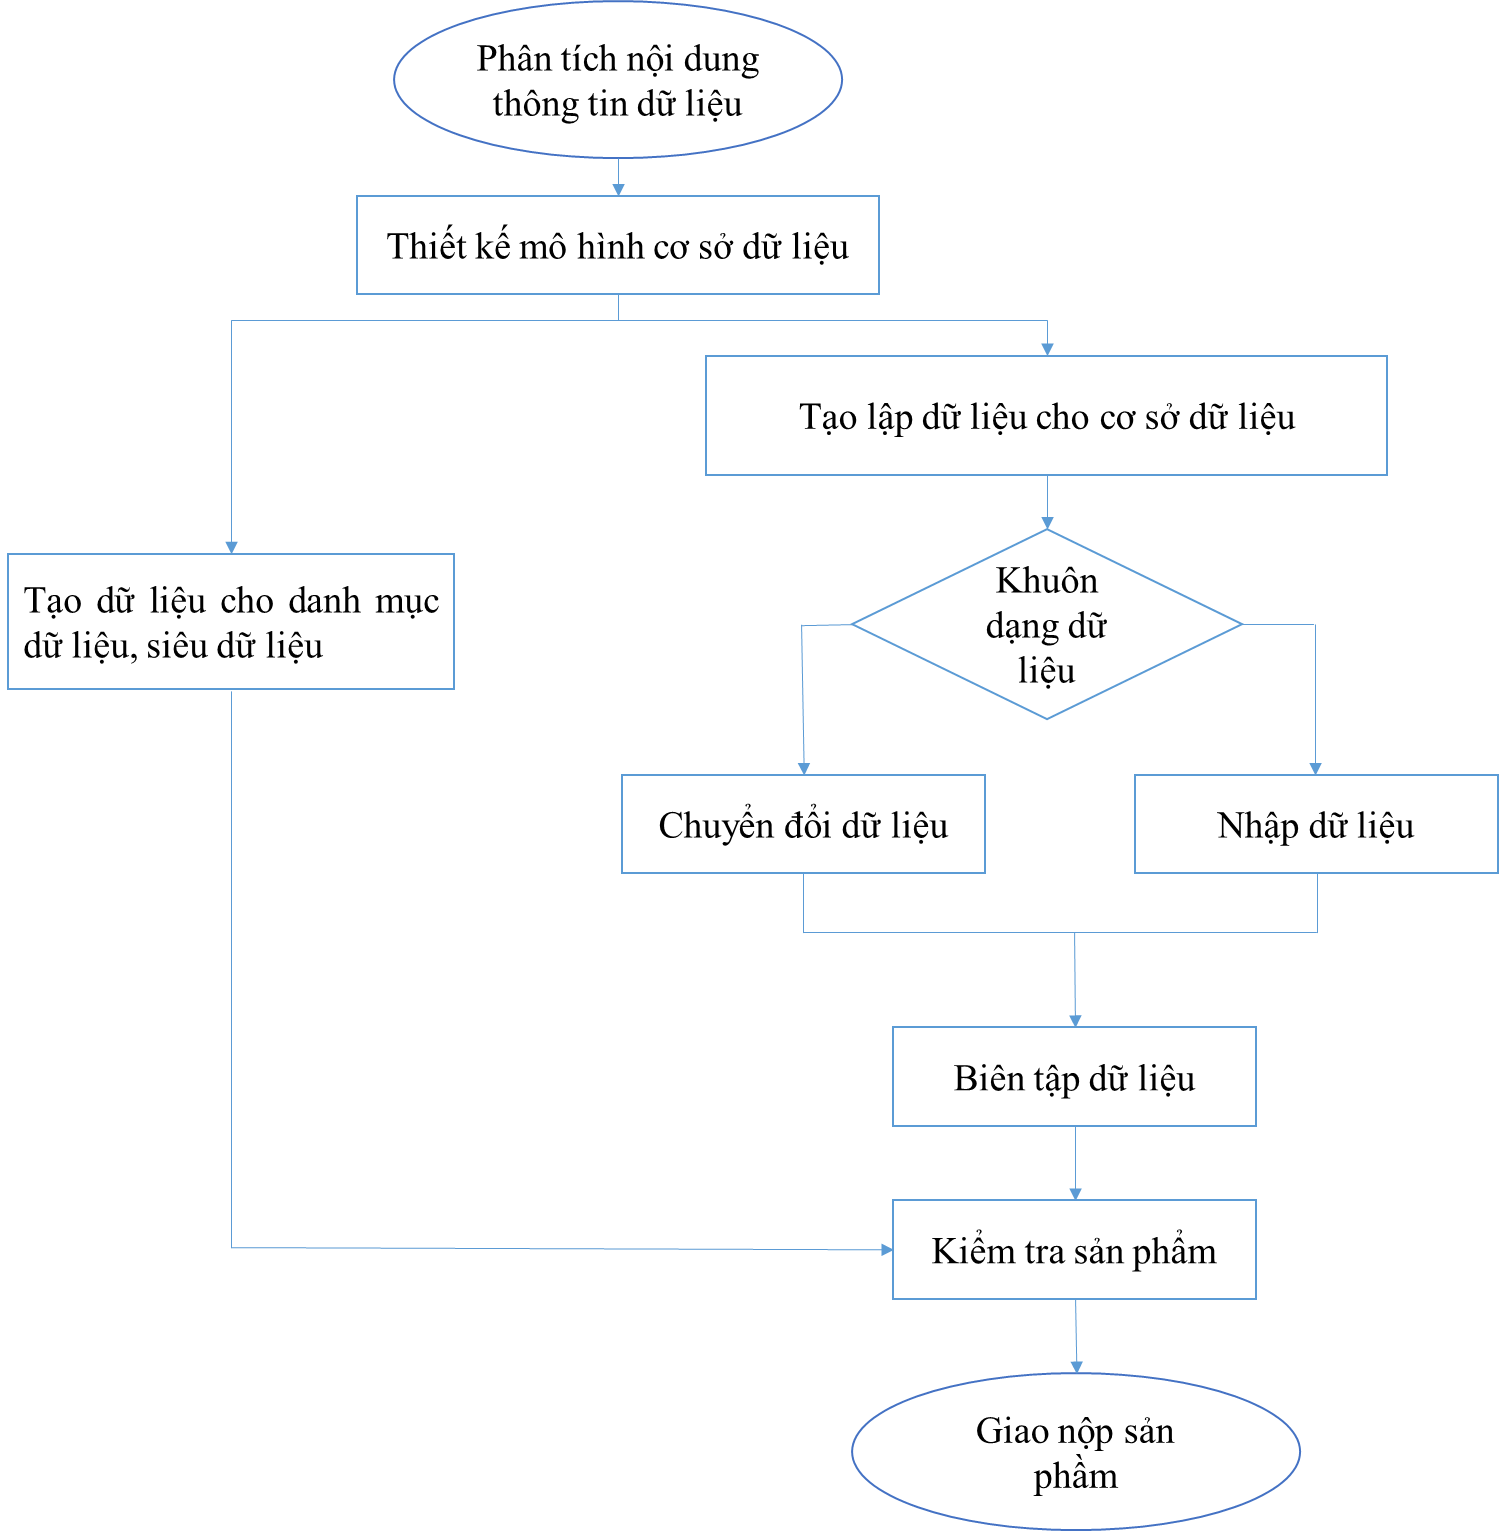 Phân tích nội dung
thông tin dữ liệu
Thiết kế mô hình cơ sở dữ liệu
Tạo lập dữ liệu cho cơ sở dữ liệu
Tạo dữ liệu cho danh mục
dữ liệu, siêu dữ liệu
Khuôn
dạng dữ
liệu
Chuyển đổi dữ liệu
Nhập dữ liệu
Biên tập dữ liệu
Kiểm tra sản phẩm
Giao nộp sản
phầm